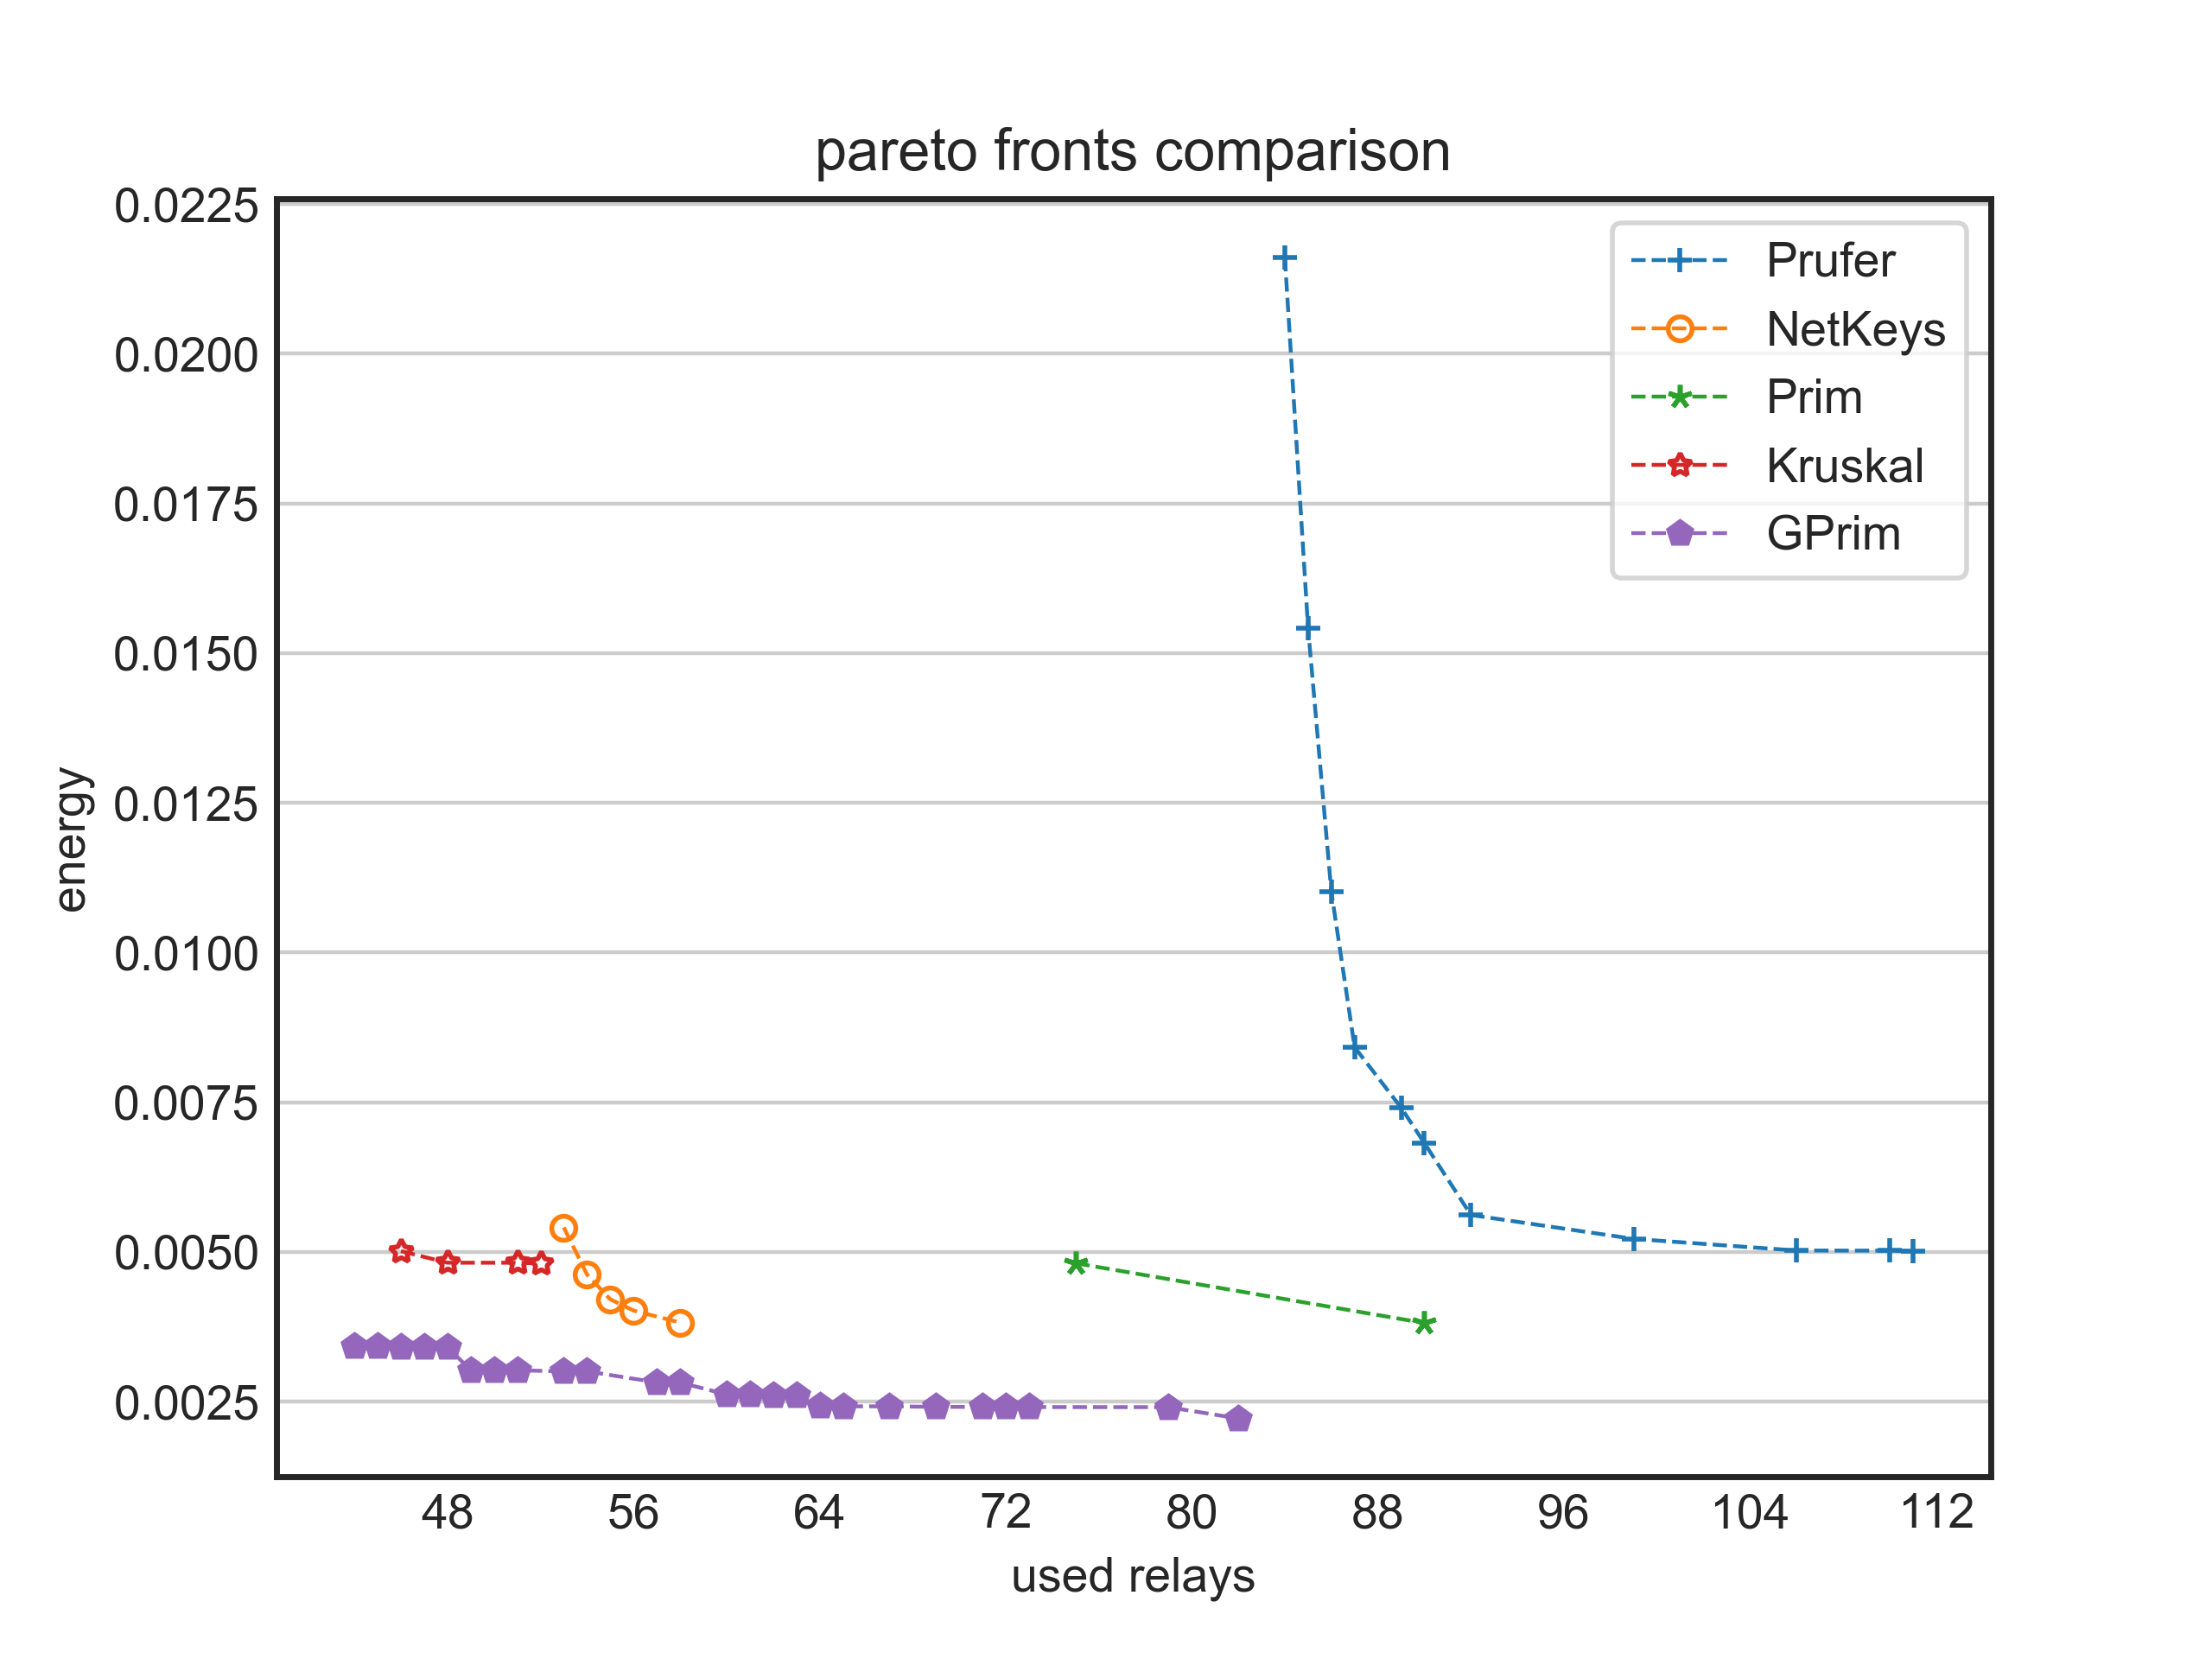 pareto fronts comparison
0.0225
0.0200
0.0175
0.0150
0.0125
0.0100
0.0075
0.0050
0.0025
energy
Prufer
NetKeys
Prim
Kruskal
GPrim
48 56 64 72 80 88 96 104 112
used relays